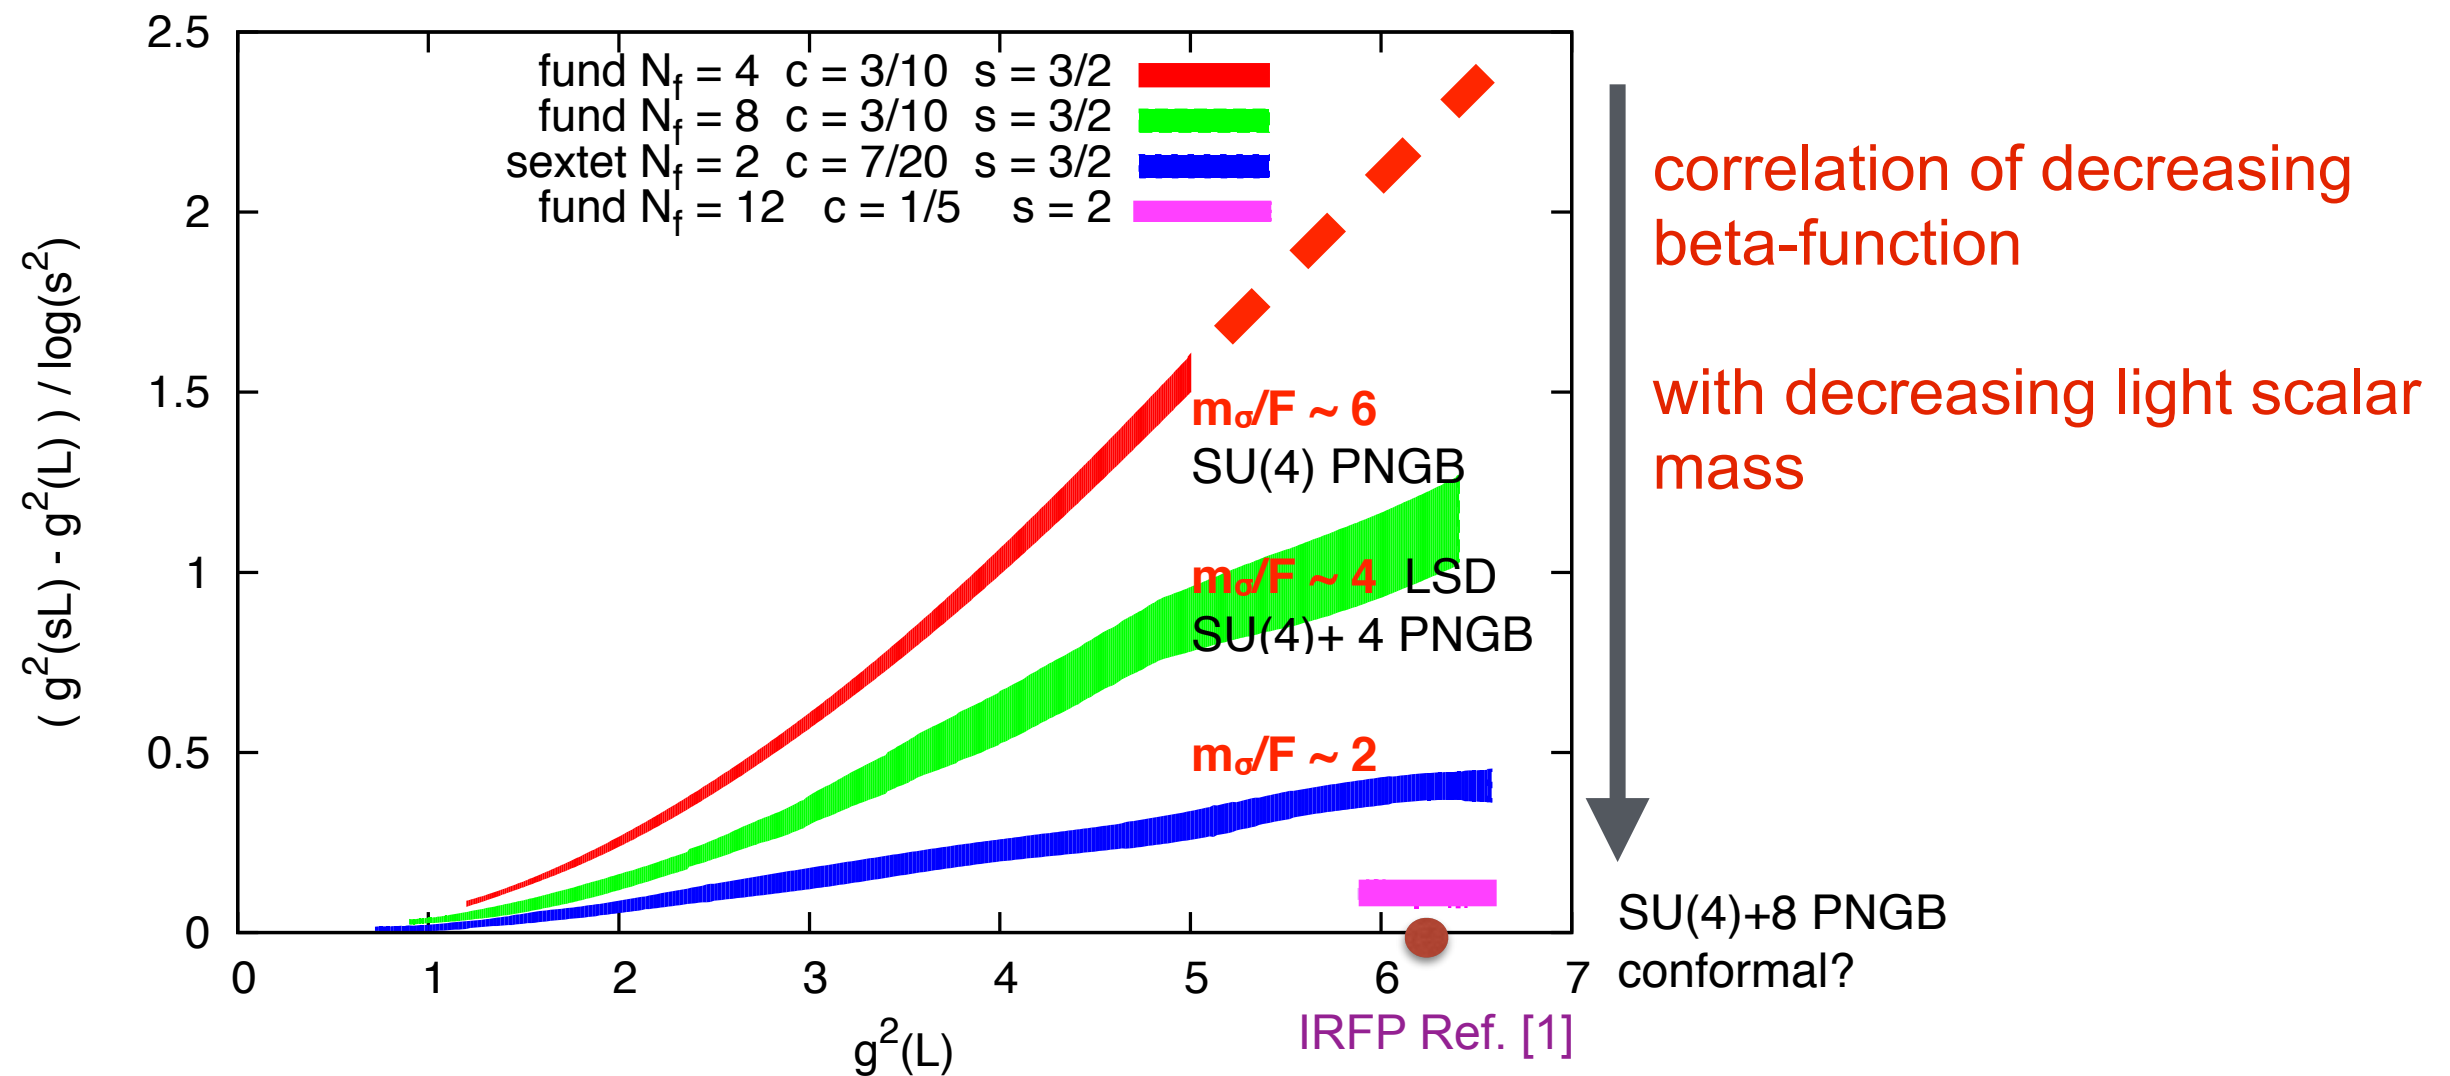 2.5
2
1.5
1
0.5
0
( g²(sL) - g²(L) ) / log(s²)
fund N_f = 4 c = 3/10 s = 3/2
fund N_f = 8 c = 3/10 s = 3/2
sextet N_f = 2 c = 7/20 s = 3/2
fund N_f = 12 c = 1/5 s = 2
m_σ/F ~ 6
SU(4) PNGB
m_σ/F ~ 4 LSD
SU(4)+ 4 PNGB
m_σ/F ~ 2
0 1 2 3 4 5 6 7
g²(L)
IRFP Ref. [1]
correlation of decreasing
beta-function
with decreasing light scalar
mass
SU(4)+8 PNGB
conformal?